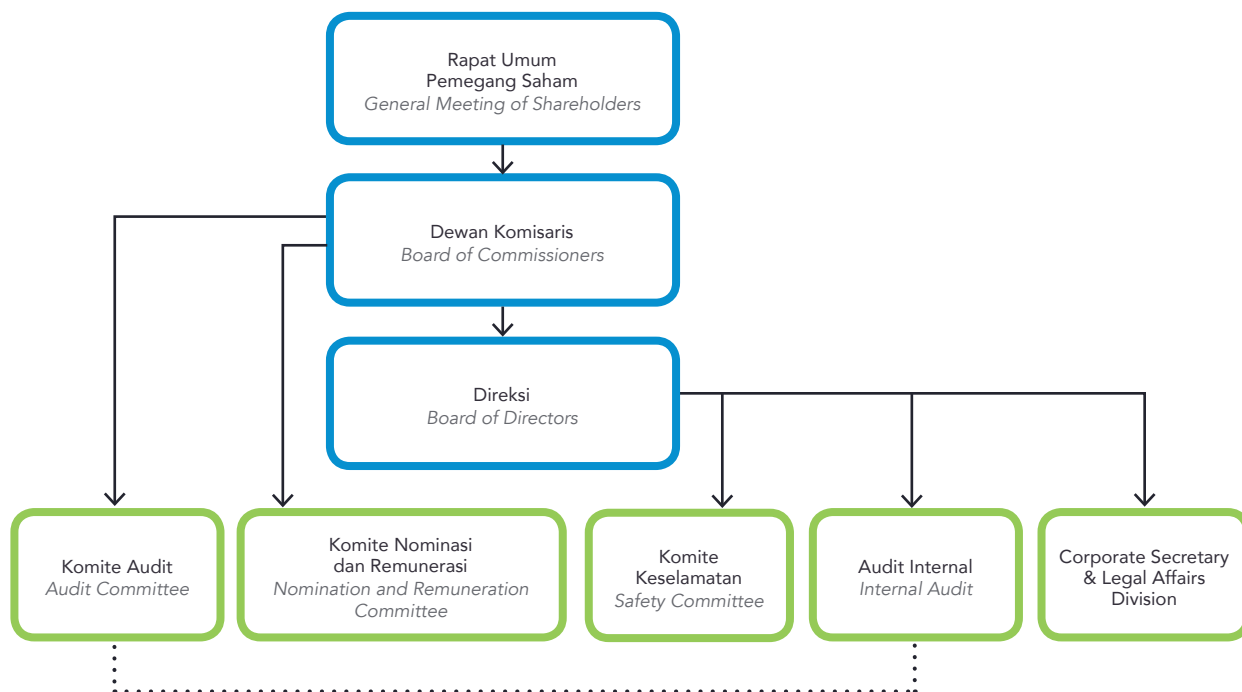 Rapat Umum
Pemegang Saham
General Meeting of Shareholders
Dewan Komisaris
Board of Commissioners
Direksi
Board of Directors
Komite Audit
Audit Committee
Komite Nominasi
dan Remunerasi
Nomination and Remuneration
Committee
Komite
Keselamatan
Safety Committee
Audit Internal
Internal Audit
Corporate Secretary
& Legal Affairs
Division